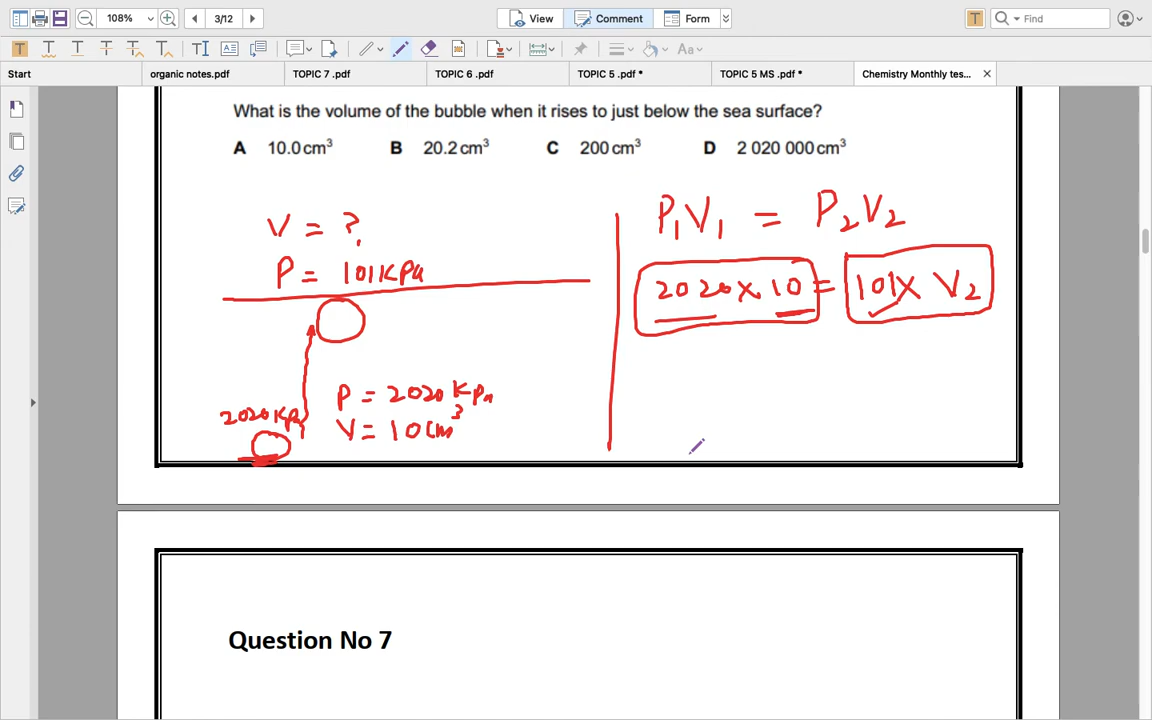 108% 3/12 View Comment Form T Find
T T T T T T T Aa
Start organic notes.pdf TOPIC 7 .pdf TOPIC 6 .pdf TOPIC 5 .pdf * TOPIC 5 MS .pdf * Chemistry Monthly tes...
What is the volume of the bubble when it rises to just below the sea surface?
A 10.0 cm³ B 20.2 cm³ C 200 cm³ D 2 020 000 cm³
V = ?
P = 101KPa
P₁V₁ = P₂V₂
2020 x 10 = 101 x V₂
P = 2020 KPa
2020 KPa
V = 10 cm³
Question No 7